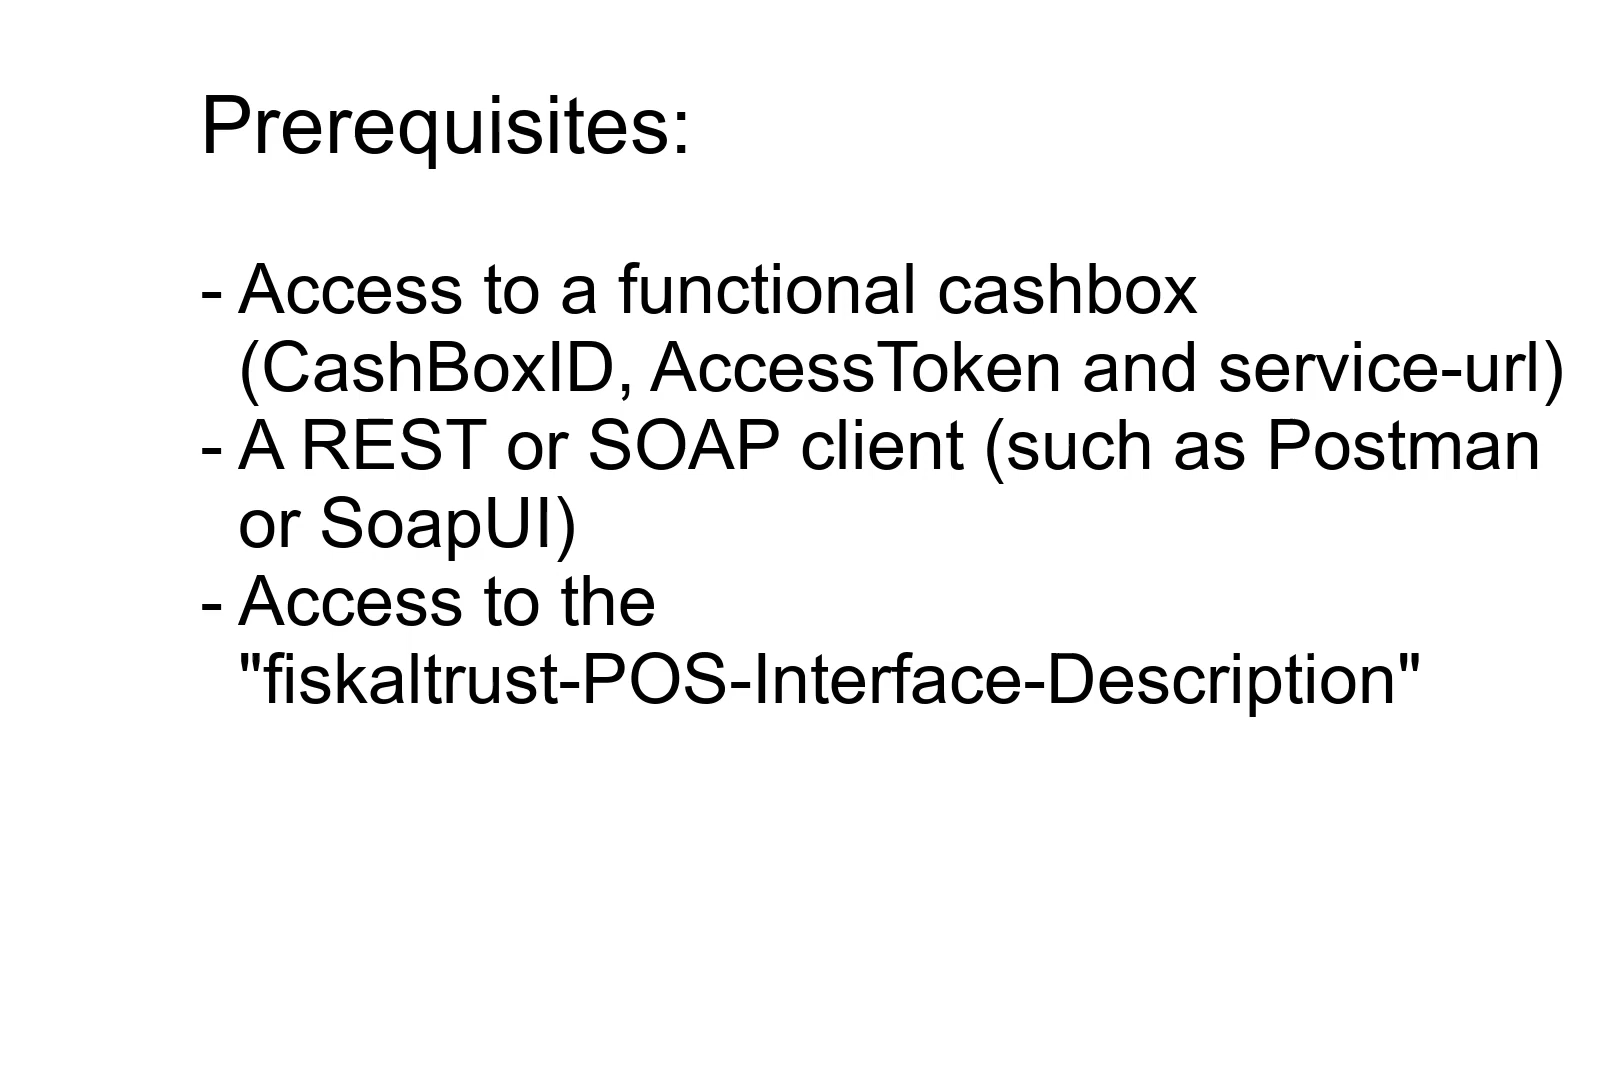 Prerequisites:
- Access to a functional cashbox
(CashBoxID, AccessToken and service-url)
- A REST or SOAP client (such as Postman
or SoapUI)
- Access to the
"fiskaltrust-POS-Interface-Description"